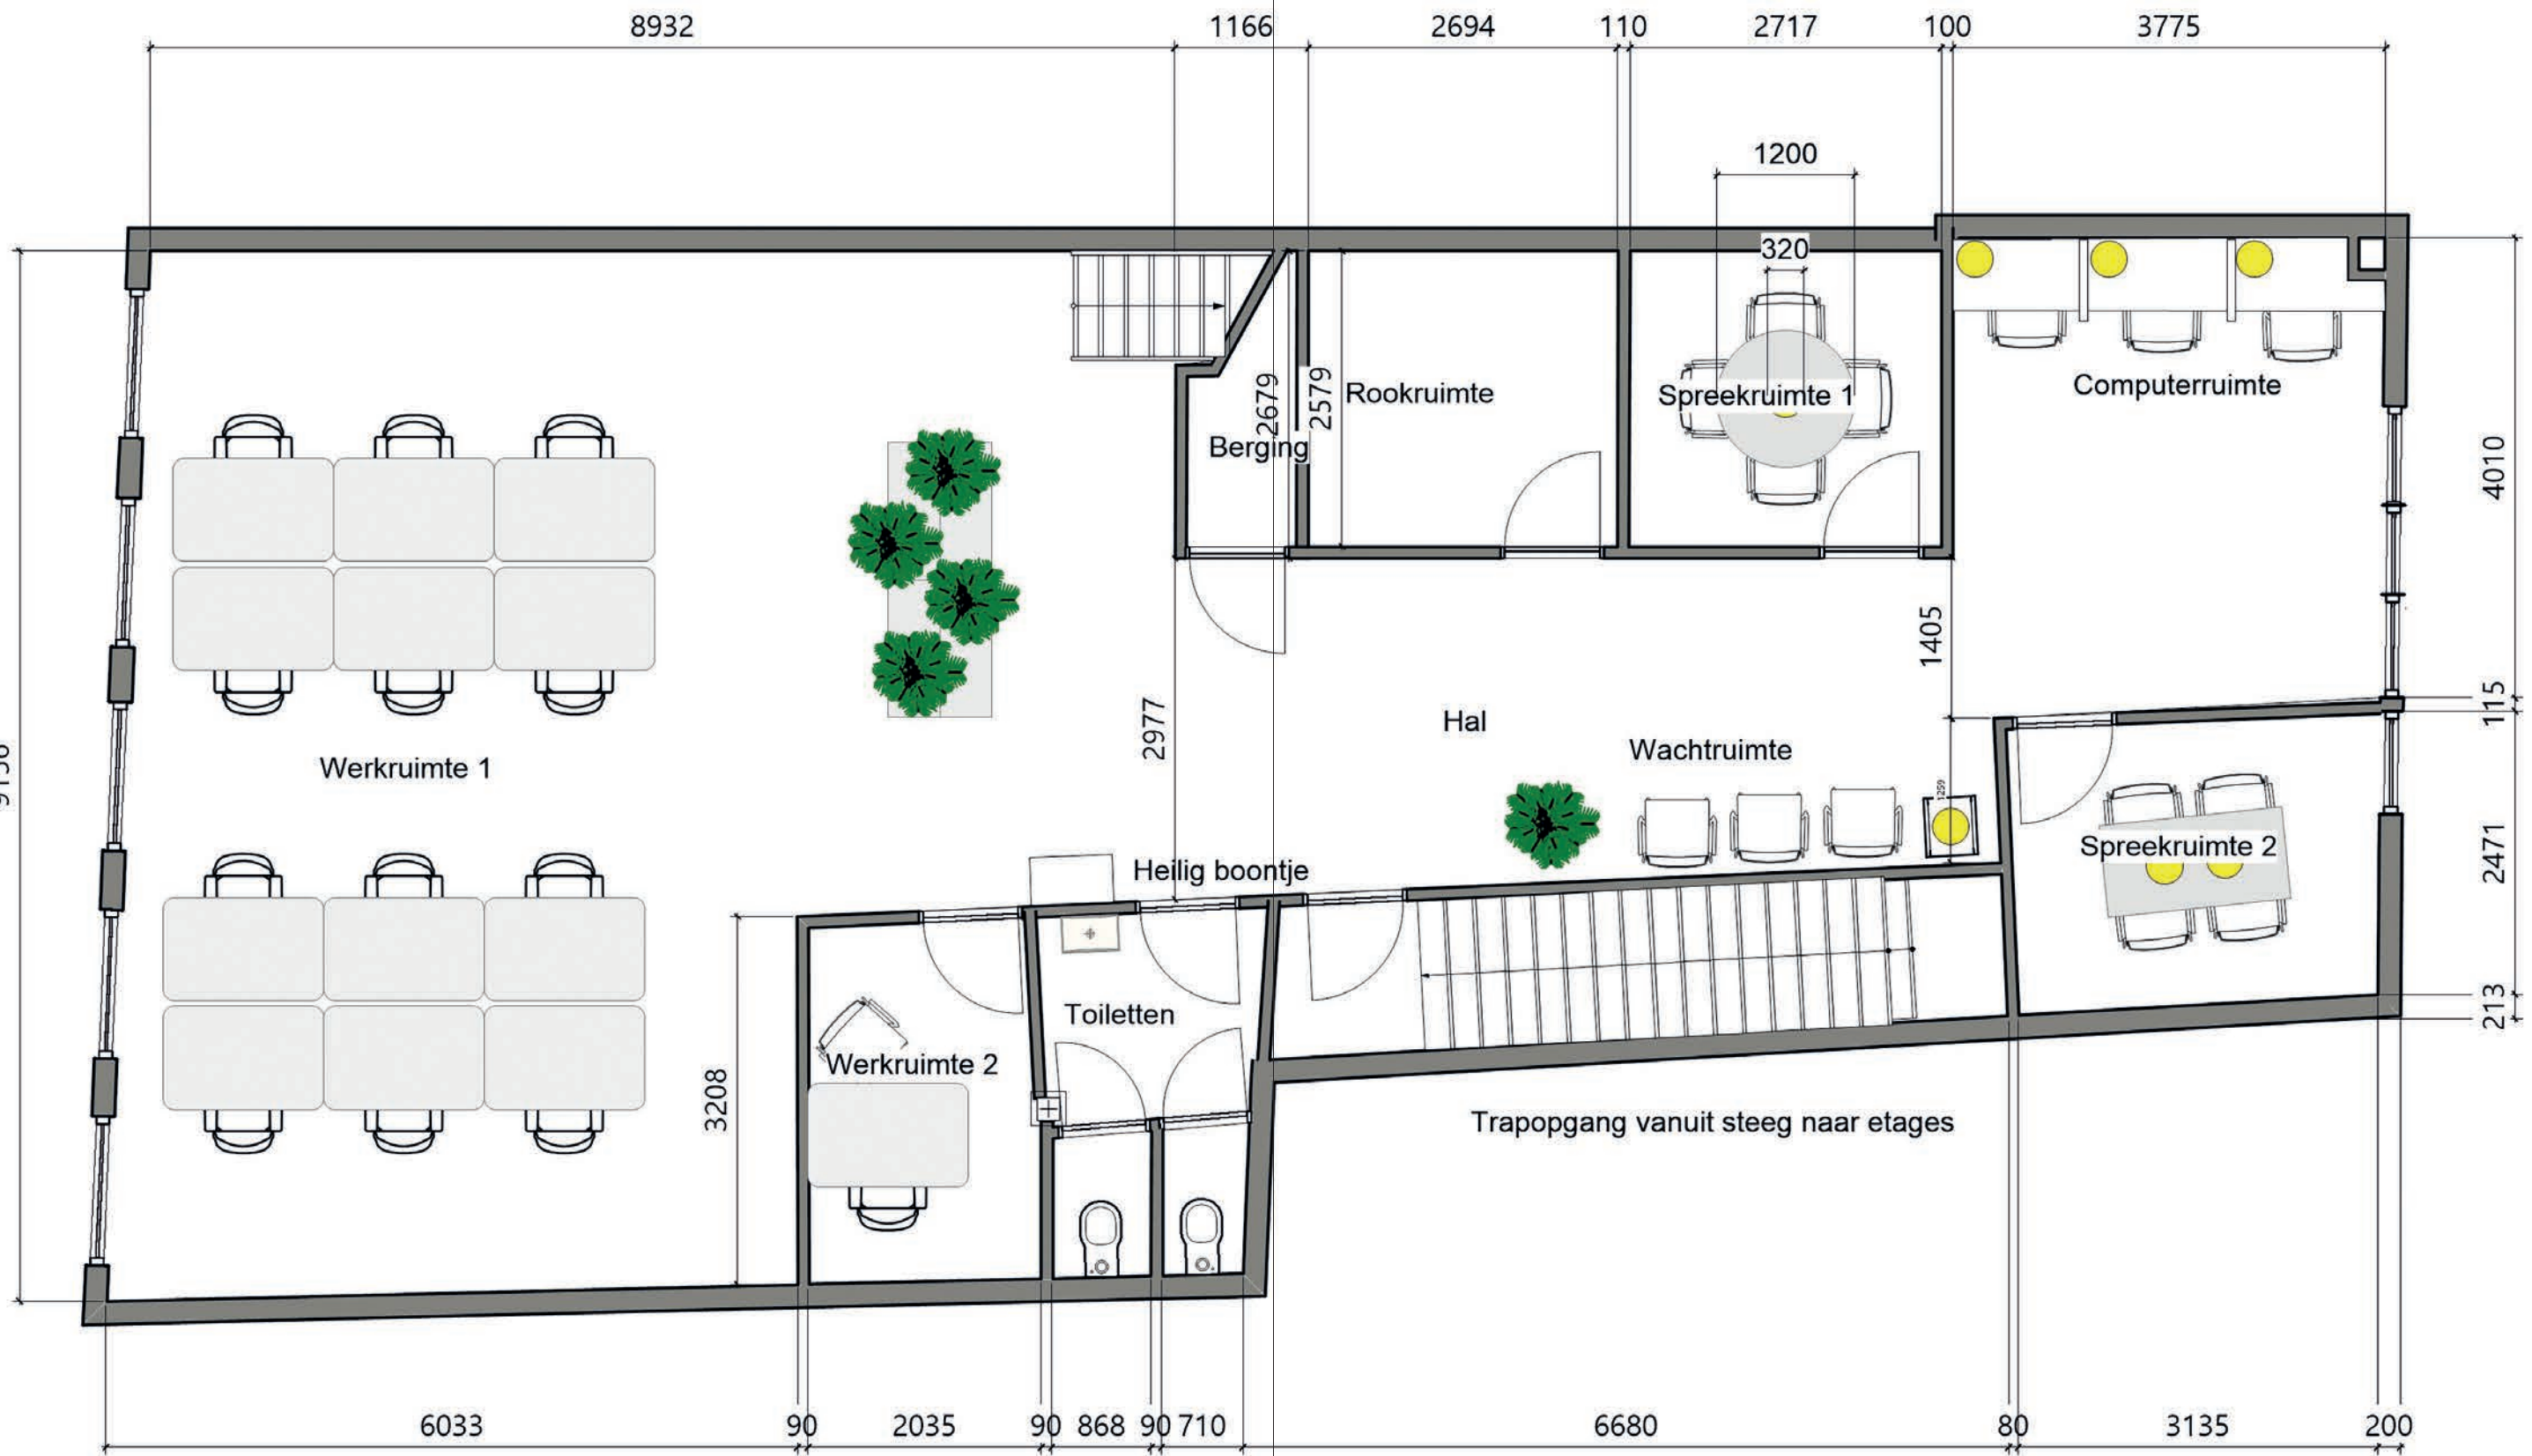 8932
1166
2694
110
2717
100
3775
1200
320
Rookruimte
Spreekruimte 1
Computerruimte
2679
2579
Berging
4010
1405
115
2977
Hal
Wachtruimte
Werkruimte 1
1259
Heilig boontje
Spreekruimte 2
2471
Toiletten
213
Werkruimte 2
3208
Trapopgang vanuit steeg naar etages
6033
90
2035
90
868
90
710
6680
80
3135
200